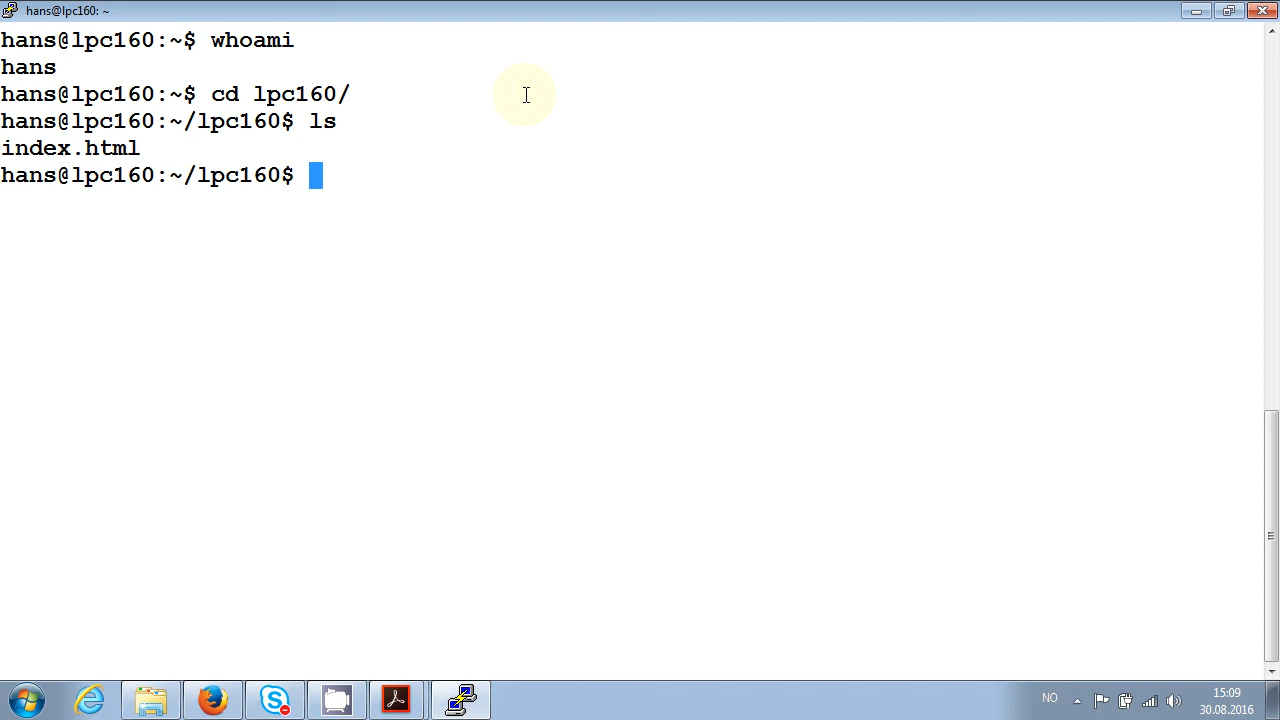 hans@lpc160: ~
hans@lpc160:~$ whoami
hans
hans@lpc160:~$ cd lpc160/
hans@lpc160:~/lpc160$ ls
index.html
hans@lpc160:~/lpc160$
NO
15:09
30.08.2016